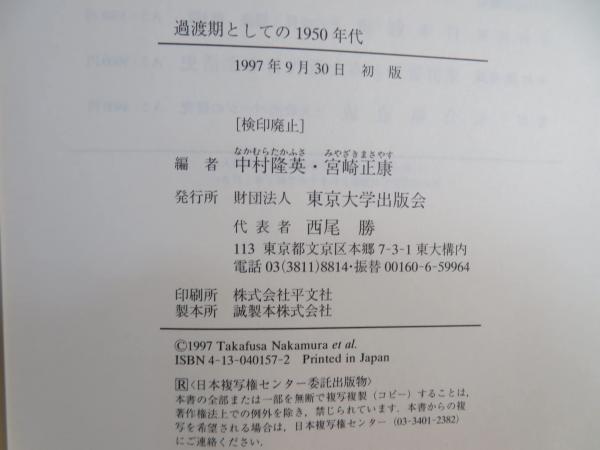 過渡期としての1950年代
1997年9月30日　初　版
［検印廃止］
なかむらたかふさ　みやざきまさやす
編　者　中村隆英・宮崎正康
発行所　財団法人　東京大学出版会
代表者　西尾　勝
113 東京都文京区本郷7-3-1東大構内
電話03(3811)8814・振替00160-6-59964
印刷所　株式会社平文社
製本所　誠製本株式会社
©1997 Takafusa Nakamura et al.
ISBN 4-13-040157-2　Printed in Japan
Ⓡ〈日本複写権センター委託出版物〉
本書の全部または一部を無断で複写複製（コピー）することは，
著作権法上での例外を除き，禁じられています．本書からの複
写を希望される場合は，日本複写権センター（03-3401-2382）
にご連絡ください．